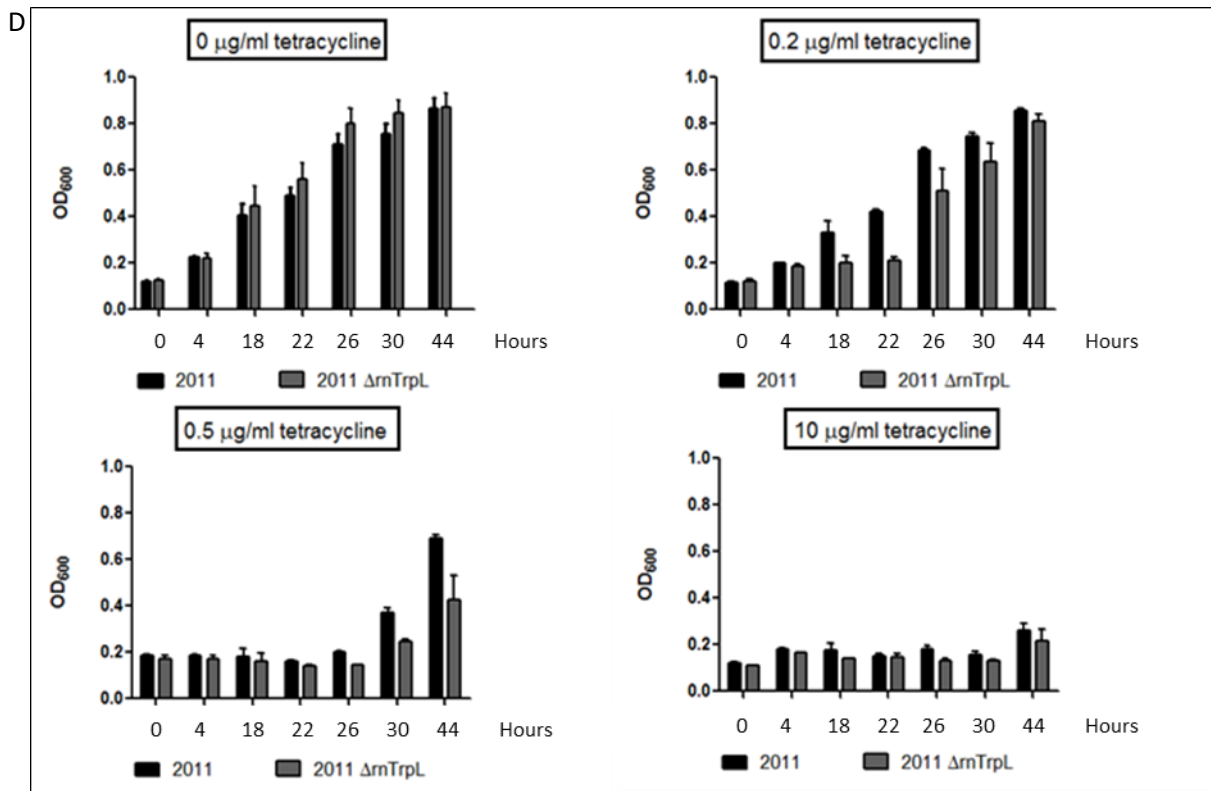 D
0 μg/ml tetracycline
1.0
0.8
0.6
0.4
0.2
0.0
OD600
0 4 18 22 26 30 44 Hours
2011 2011 ΔrnTrpL
0.2 μg/ml tetracycline
1.0
0.8
0.6
0.4
0.2
0.0
OD600
0 4 18 22 26 30 44 Hours
2011 2011 ΔrnTrpL
0.5 μg/ml tetracycline
1.0
0.8
0.6
0.4
0.2
0.0
OD600
0 4 18 22 26 30 44 Hours
2011 2011 ΔrnTrpL
10 μg/ml tetracycline
1.0
0.8
0.6
0.4
0.2
0.0
OD600
0 4 18 22 26 30 44 Hours
2011 2011 ΔrnTrpL